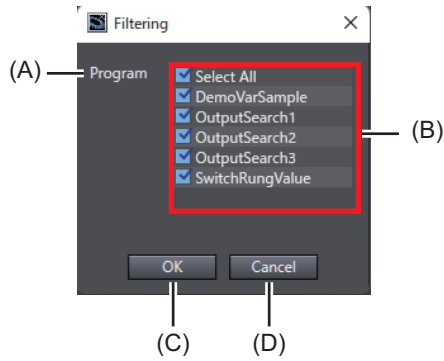 Filtering
(A)
Program
Select All
DemoVarSample
OutputSearch1
OutputSearch2
OutputSearch3
SwitchRungValue
(B)
OK
Cancel
(C)
(D)